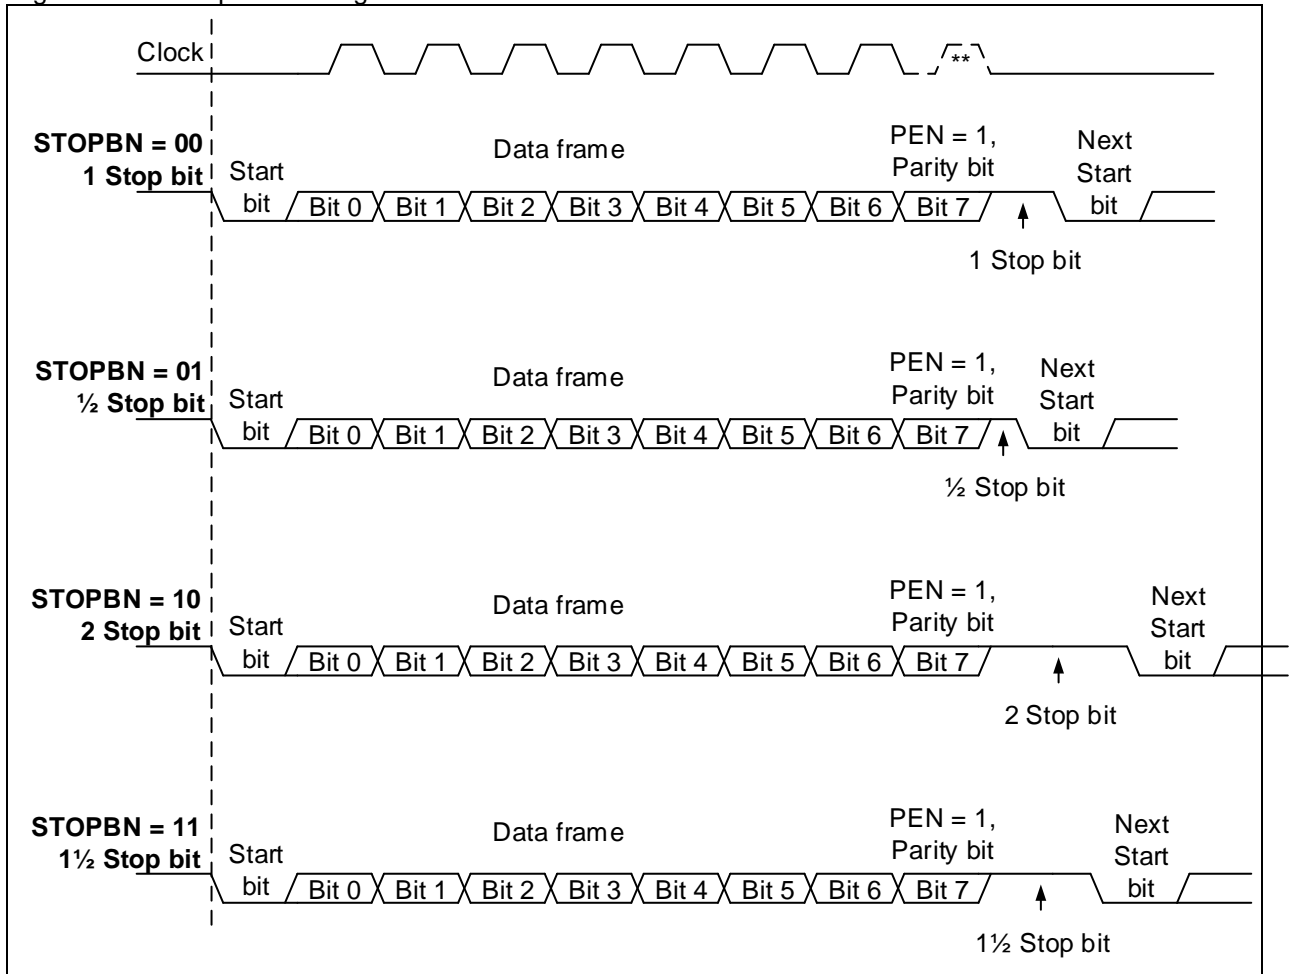 Clock
**
STOPBN = 00
1 Stop bit
Start
bit
Data frame
PEN = 1,
Parity bit
Next
Start
bit
Bit 0 Bit 1 Bit 2 Bit 3 Bit 4 Bit 5 Bit 6 Bit 7
1 Stop bit
STOPBN = 01
½ Stop bit
Start
bit
Data frame
PEN = 1,
Parity bit
Next
Start
bit
Bit 0 Bit 1 Bit 2 Bit 3 Bit 4 Bit 5 Bit 6 Bit 7
½ Stop bit
STOPBN = 10
2 Stop bit
Start
bit
Data frame
PEN = 1,
Parity bit
Next
Start
bit
Bit 0 Bit 1 Bit 2 Bit 3 Bit 4 Bit 5 Bit 6 Bit 7
2 Stop bit
STOPBN = 11
1½ Stop bit
Start
bit
Data frame
PEN = 1,
Parity bit
Next
Start
bit
Bit 0 Bit 1 Bit 2 Bit 3 Bit 4 Bit 5 Bit 6 Bit 7
1½ Stop bit